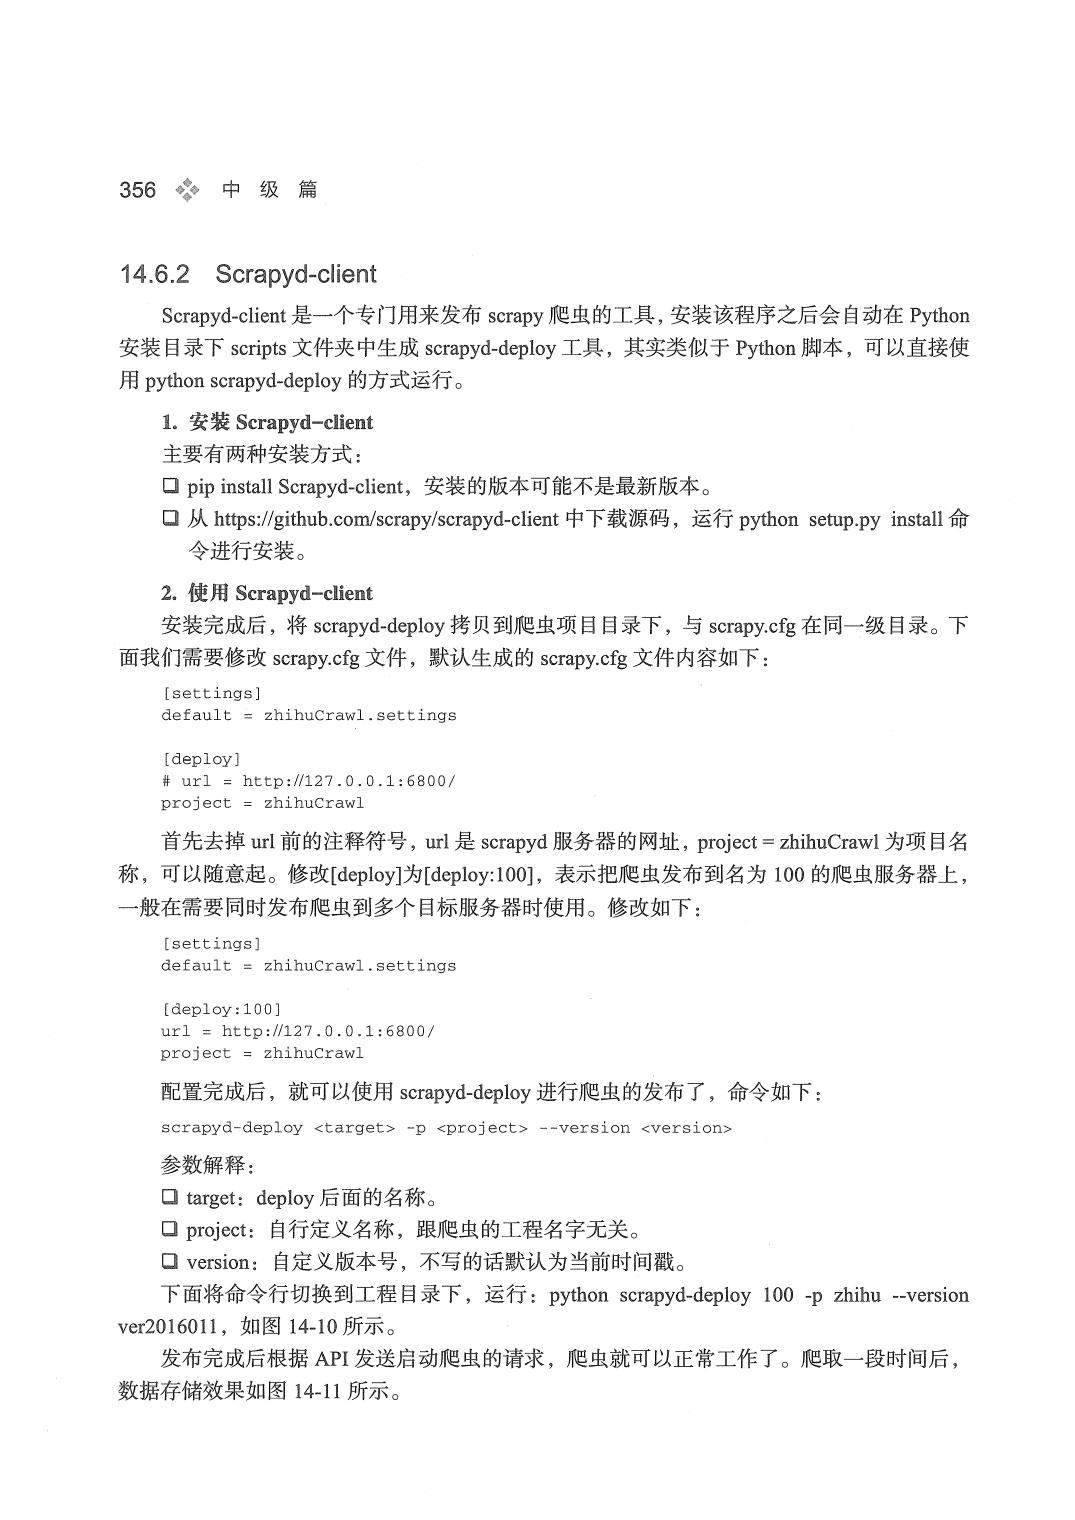 356 中 级 篇
14.6.2 Scrapyd-client
Scrapyd-client 是一个专门用来发布 scrapy 爬虫的工具，安装该程序之后会自动在 Python
安装目录下 scripts 文件夹中生成 scrapyd-deploy 工具，其实类似于 Python 脚本，可以直接使
用 python scrapyd-deploy 的方式运行。
1. 安装 Scrapyd-client
主要有两种安装方式：
❑ pip install Scrapyd-client，安装的版本可能不是最新版本。
❑ 从 https://github.com/scrapy/scrapyd-client 中下载源码，运行 python setup.py install 命
令进行安装。
2. 使用 Scrapyd-client
安装完成后，将 scrapyd-deploy 拷贝到爬虫项目目录下，与 scrapy.cfg 在同一级目录。下
面我们需要修改 scrapy.cfg 文件，默认生成的 scrapy.cfg 文件内容如下：
[settings]
default = zhihuCrawl.settings
[deploy]
# url = http://127.0.0.1:6800/
project = zhihuCrawl
首先去掉 url 前的注释符号，url 是 scrapyd 服务器的网址，project = zhihuCrawl 为项目名
称，可以随意起。修改[deploy]为[deploy:100]，表示把爬虫发布到名为 100 的爬虫服务器上，
一般在需要同时发布爬虫到多个目标服务器时使用。修改如下：
[settings]
default = zhihuCrawl.settings
[deploy:100]
url = http://127.0.0.1:6800/
project = zhihuCrawl
配置完成后，就可以使用 scrapyd-deploy 进行爬虫的发布了，命令如下：
scrapyd-deploy <target> -p <project> --version <version>
参数解释：
❑ target：deploy 后面的名称。
❑ project：自行定义名称，跟爬虫的工程名字无关。
❑ version：自定义版本号，不写的话默认为当前时间戳。
下面将命令行切换到工程目录下，运行：python scrapyd-deploy 100 -p zhihu --version
ver2016011，如图 14-10 所示。
发布完成后根据 API 发送启动爬虫的请求，爬虫就可以正常工作了。爬取一段时间后，
数据存储效果如图 14-11 所示。